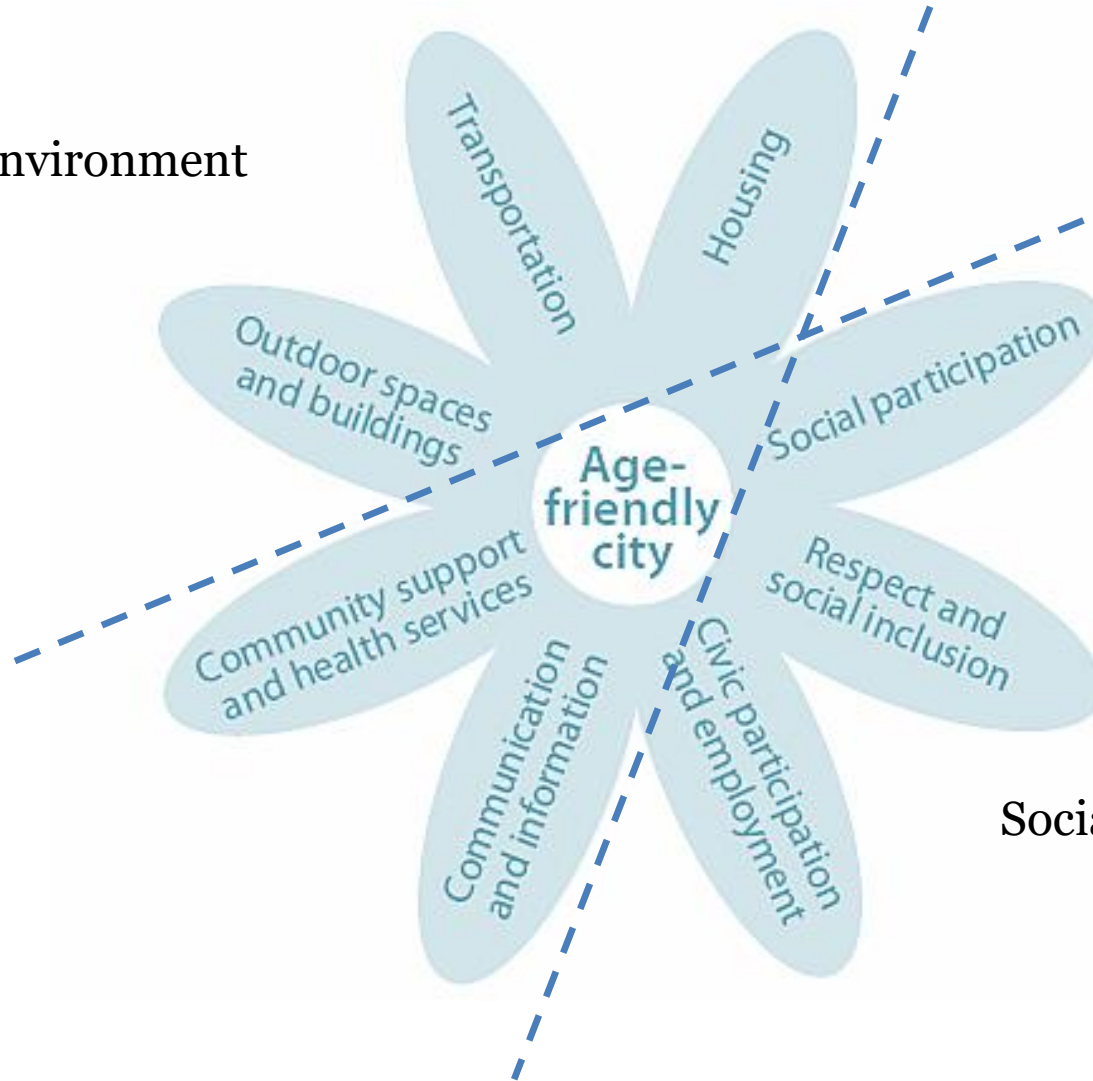 nvironment
Transportation
Housing
Outdoor spaces
and buildings
Social participation
Age-
friendly
city
Community support
and health services
Respect and
social inclusion
Communication
and information
Civic participation
and employment
Socia